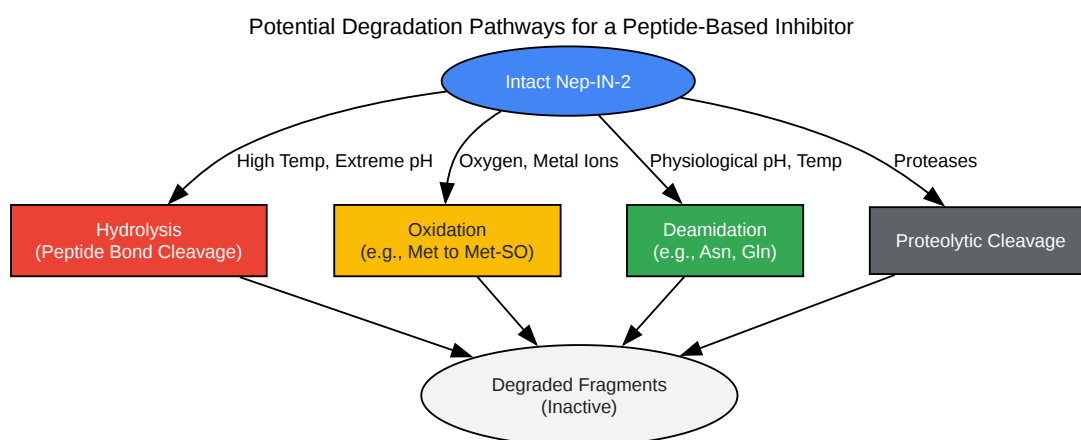 Potential Degradation Pathways for a Peptide-Based Inhibitor
Intact Nep-IN-2
High Temp, Extreme pH
Oxygen, Metal Ions
Physiological pH, Temp
Proteases
Hydrolysis
(Peptide Bond Cleavage)
Oxidation
(e.g., Met to Met-SO)
Deamidation
(e.g., Asn, Gln)
Proteolytic Cleavage
Degraded Fragments
(Inactive)